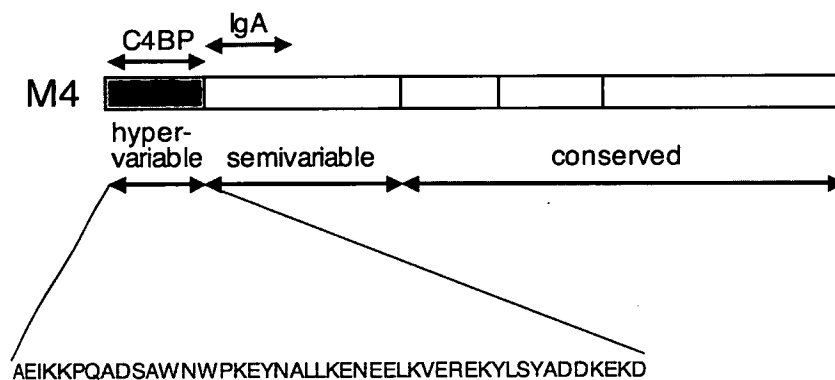 C4BP IgA
M4
hyper-
variable semivariable conserved
AEIKKPQADSAWNWPKEYNALLKENEELKVEREKYLSYADDKEKD